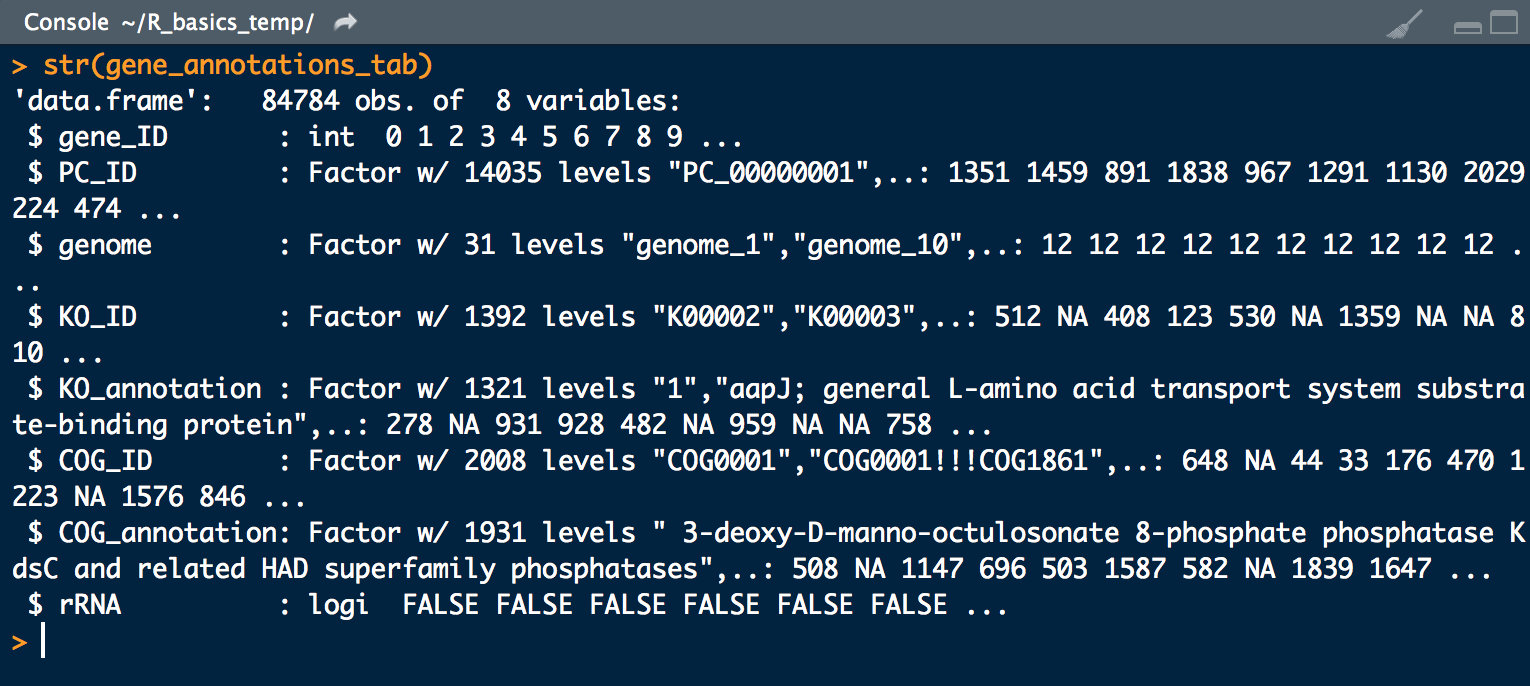 Console ~/R_basics_temp/
> str(gene_annotations_tab)
'data.frame':   84784 obs. of  8 variables:
 $ gene_ID       : int  0 1 2 3 4 5 6 7 8 9 ...
 $ PC_ID         : Factor w/ 14035 levels "PC_00000001",..: 1351 1459 891 1838 967 1291 1130 2029
224 474 ...
 $ genome        : Factor w/ 31 levels "genome_1","genome_10",..: 12 12 12 12 12 12 12 12 12 12 .
..
 $ KO_ID         : Factor w/ 1392 levels "K00002","K00003",..: 512 NA 408 123 530 NA 1359 NA NA 8
10 ...
 $ KO_annotation : Factor w/ 1321 levels "1","aapJ; general L-amino acid transport system substra
te-binding protein",..: 278 NA 931 928 482 NA 959 NA NA 758 ...
 $ COG_ID        : Factor w/ 2008 levels "COG0001","COG0001!!!COG1861",..: 648 NA 44 33 176 470 1
223 NA 1576 846 ...
 $ COG_annotation: Factor w/ 1931 levels " 3-deoxy-D-manno-octulosonate 8-phosphate phosphatase K
dsC and related HAD superfamily phosphatases",..: 508 NA 1147 696 503 1587 582 NA 1839 1647 ...
 $ rRNA          : logi  FALSE FALSE FALSE FALSE FALSE FALSE ...
>